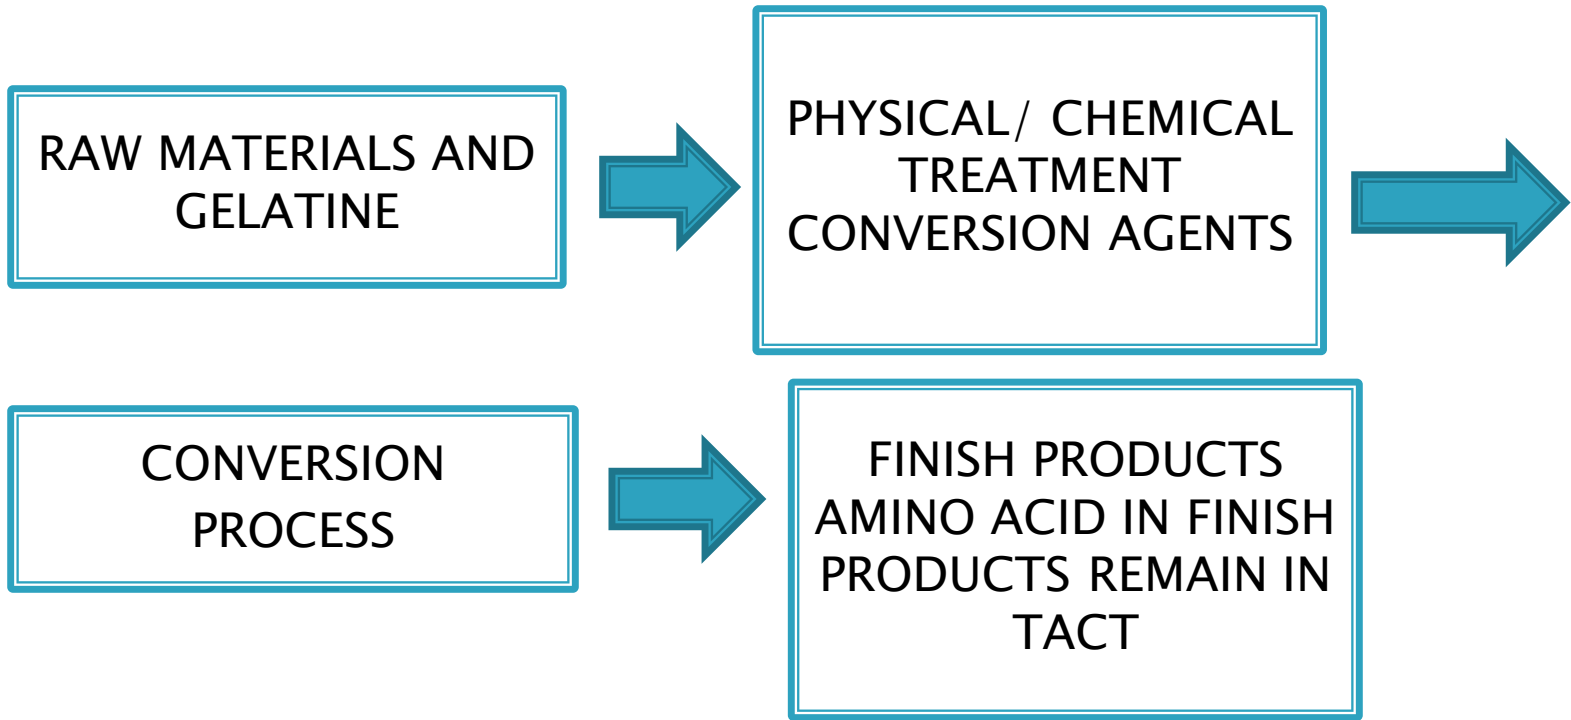 RAW MATERIALS AND
GELATINE
PHYSICAL/ CHEMICAL
TREATMENT
CONVERSION AGENTS
CONVERSION
PROCESS
FINISH PRODUCTS
AMINO ACID IN FINISH
PRODUCTS REMAIN IN
TACT